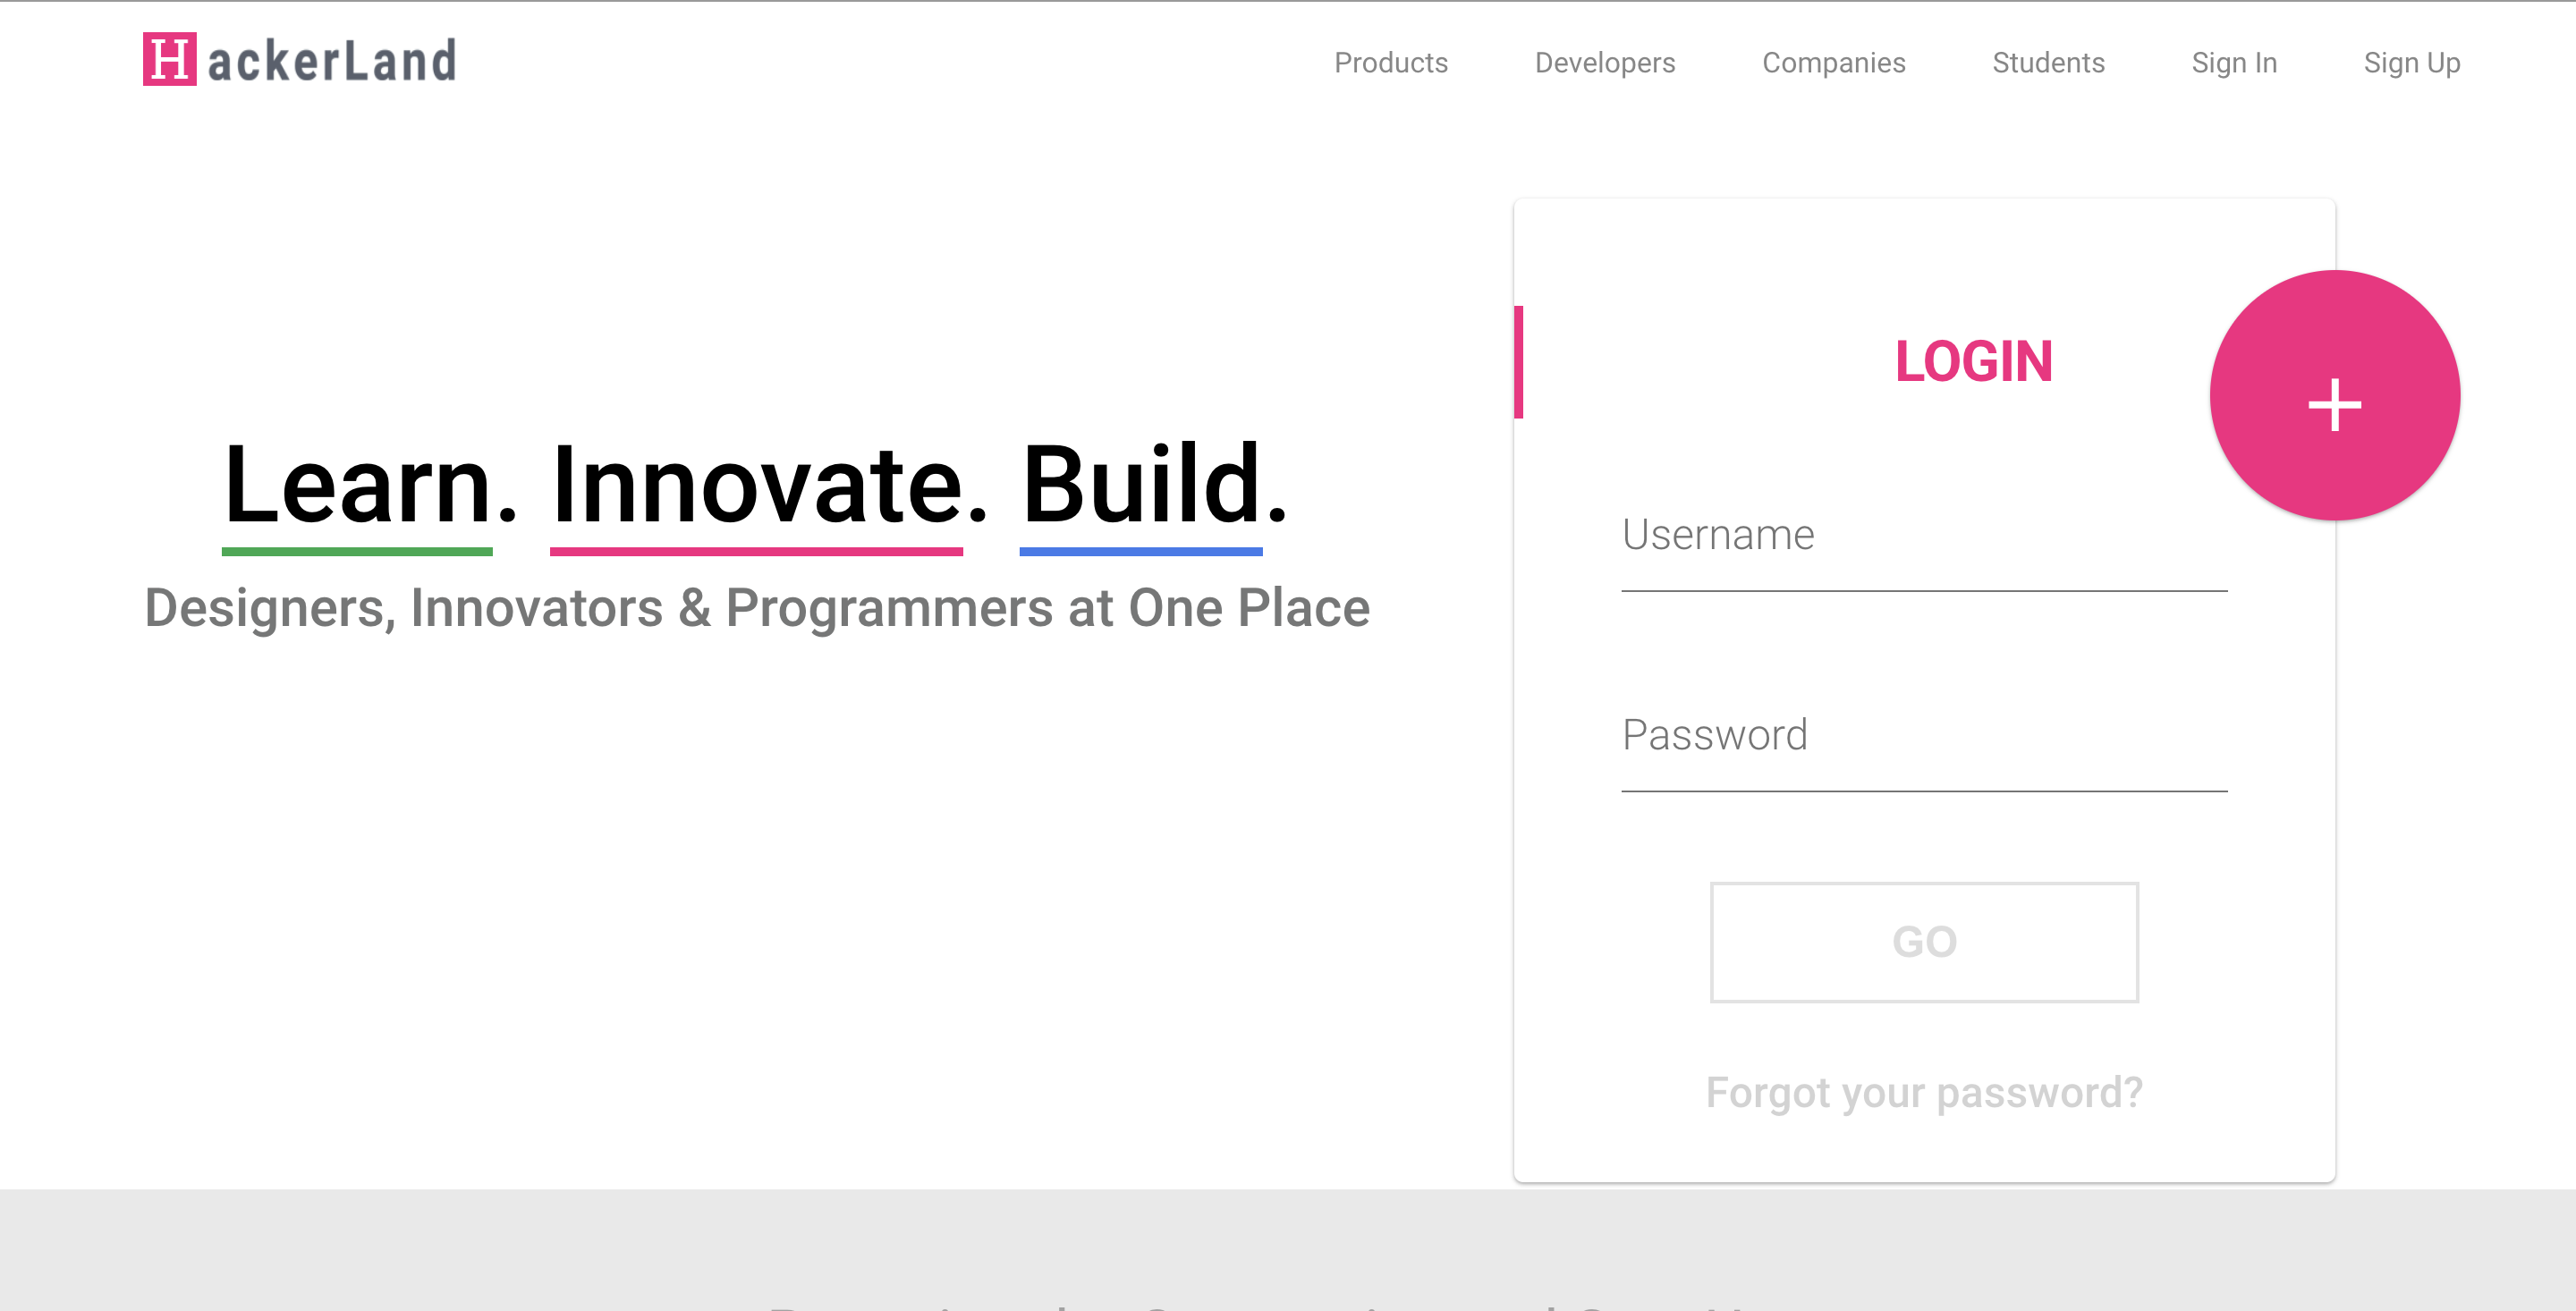 HackerLand
Products Developers Companies Students Sign In Sign Up
Learn. Innovate. Build.
Designers, Innovators & Programmers at One Place
LOGIN
+
Username
Password
GO
Forgot your password?